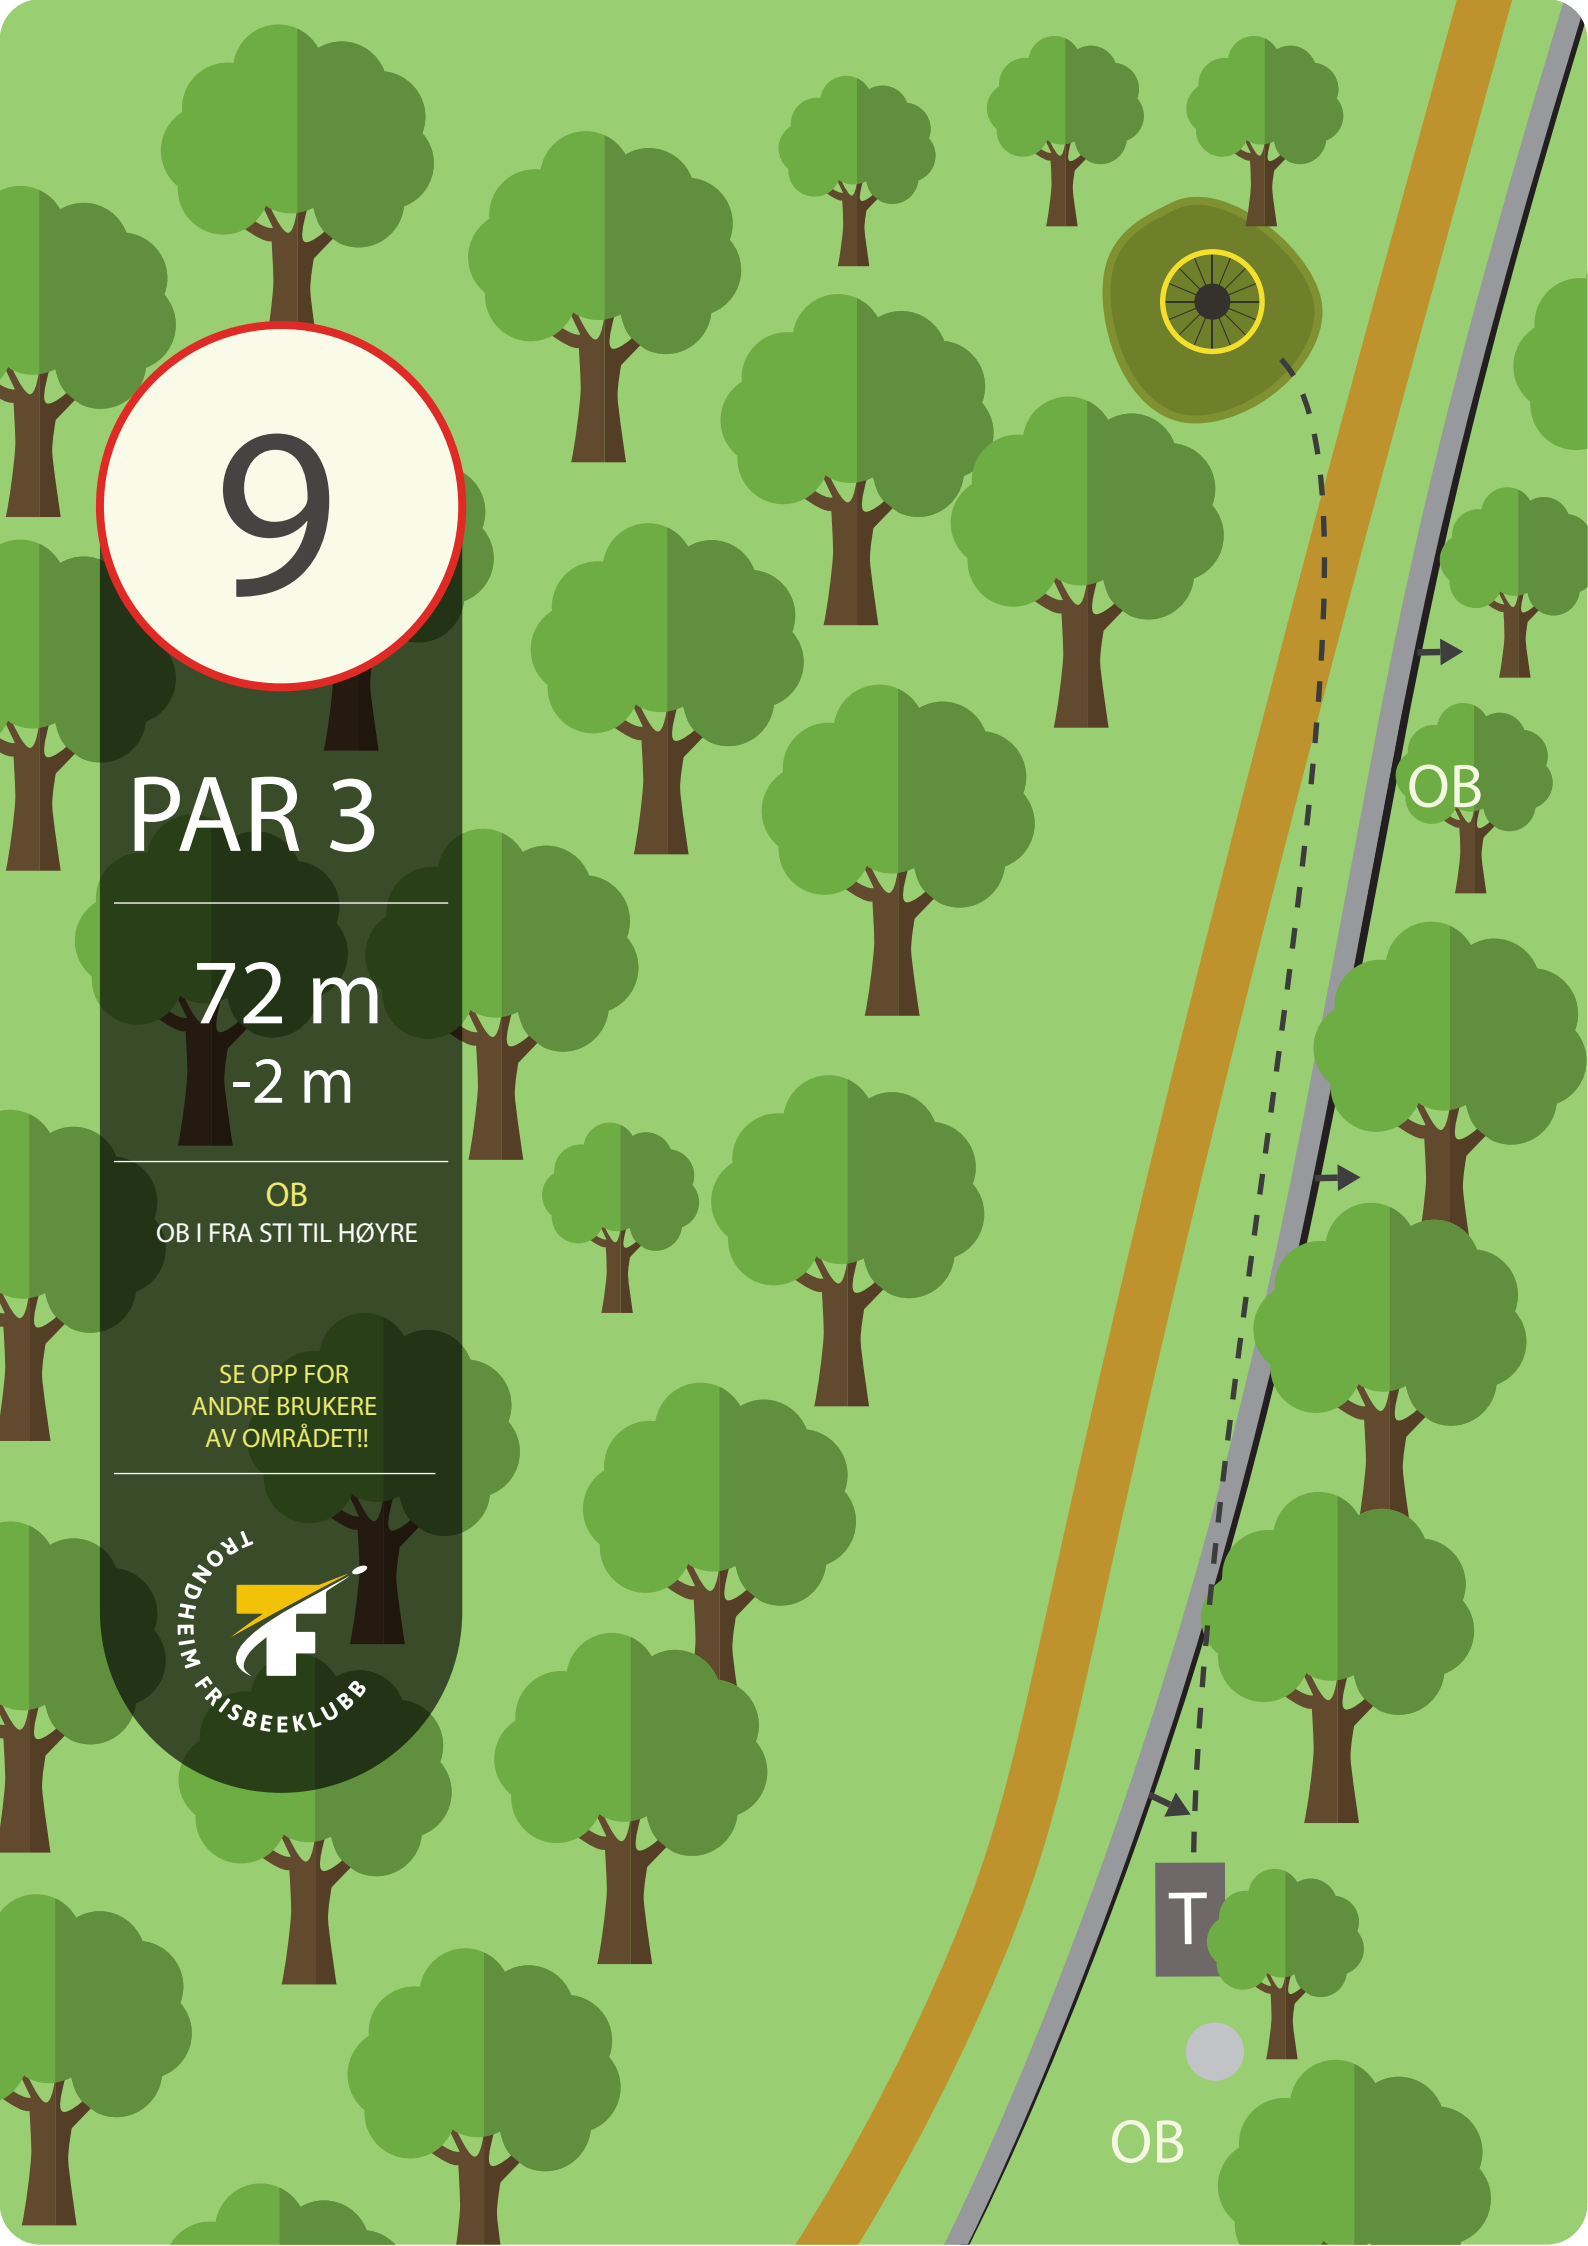 9
PAR 3
72 m
-2 m
OB
OB I FRA STI TIL HØYRE
SE OPP FOR
ANDRE BRUKERE
AV OMRÅDET!!
TRONDHEIM FRISBEEKLUBB
TF
OB
T
OB